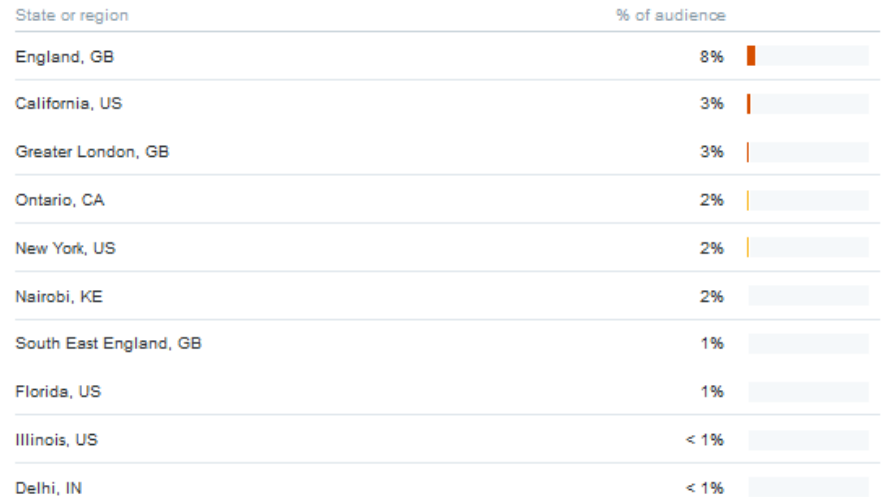 State or region % of audience
England, GB 8%
California, US 3%
Greater London, GB 3%
Ontario, CA 2%
New York, US 2%
Nairobi, KE 2%
South East England, GB 1%
Florida, US 1%
Illinois, US < 1%
Delhi, IN < 1%